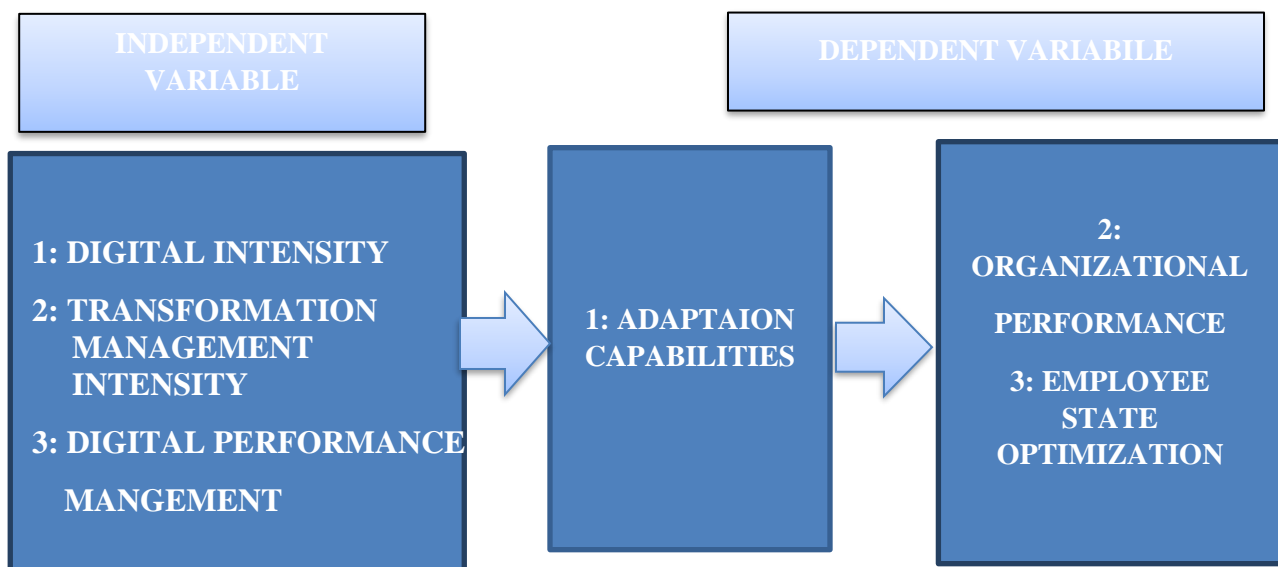 INDEPENDENT
VARIABLE
DEPENDENT VARIABILE
1: DIGITAL INTENSITY
2: TRANSFORMATION
MANAGEMENT
INTENSITY
3: DIGITAL PERFORMANCE
MANGEMENT
1: ADAPTAION
CAPABILITIES
2:
ORGANIZATIONAL
PERFORMANCE
3: EMPLOYEE
STATE
OPTIMIZATION